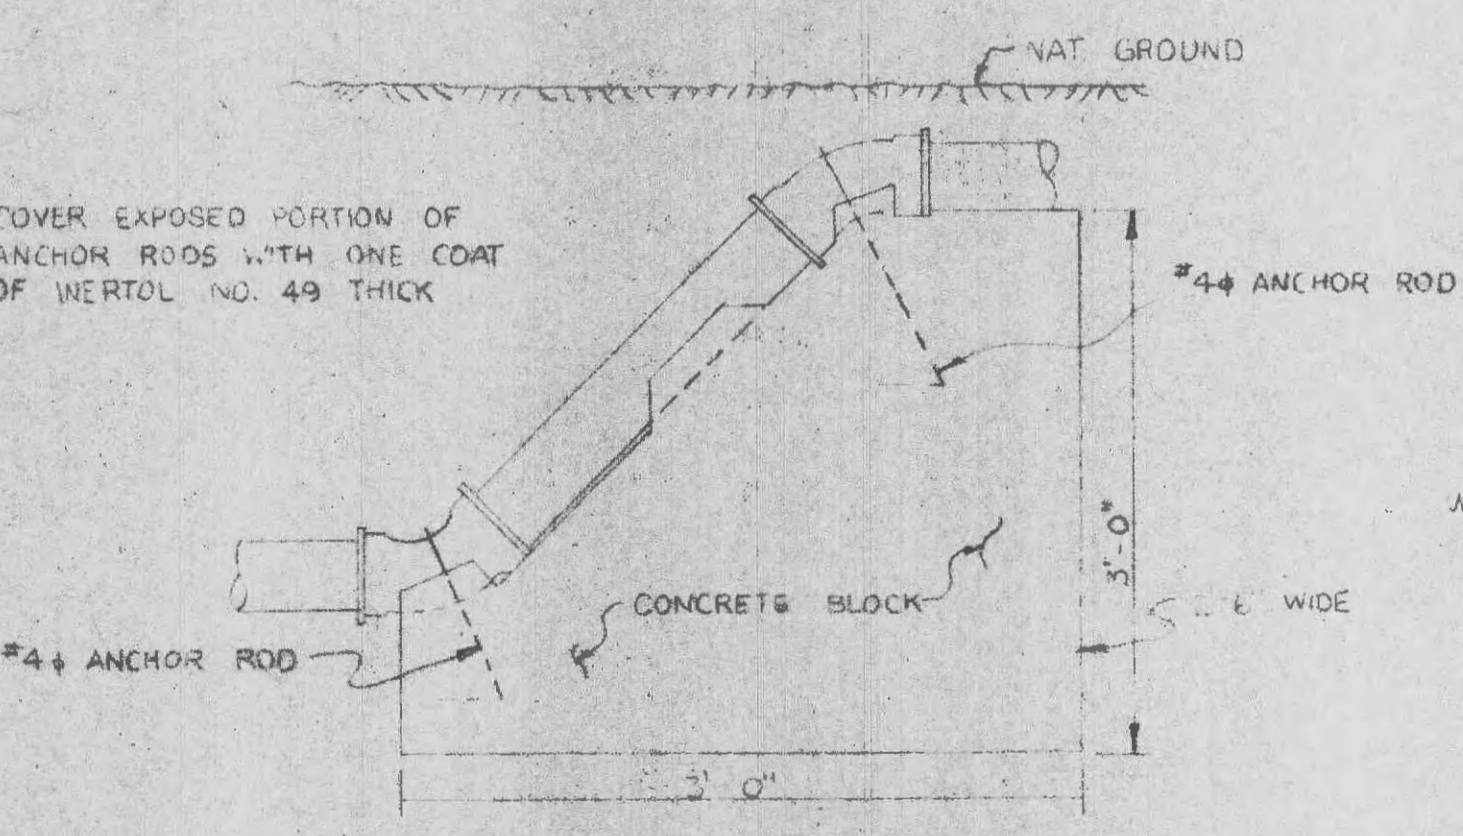 NAT. GROUND
COVER EXPOSED PORTION OF
ANCHOR RODS WITH ONE COAT
OF INERTOL NO. 49 THICK
#4ϕ ANCHOR ROD
3'-0"
CONCRETE BLOCK
WIDE
#4ϕ ANCHOR ROD
3' 0"